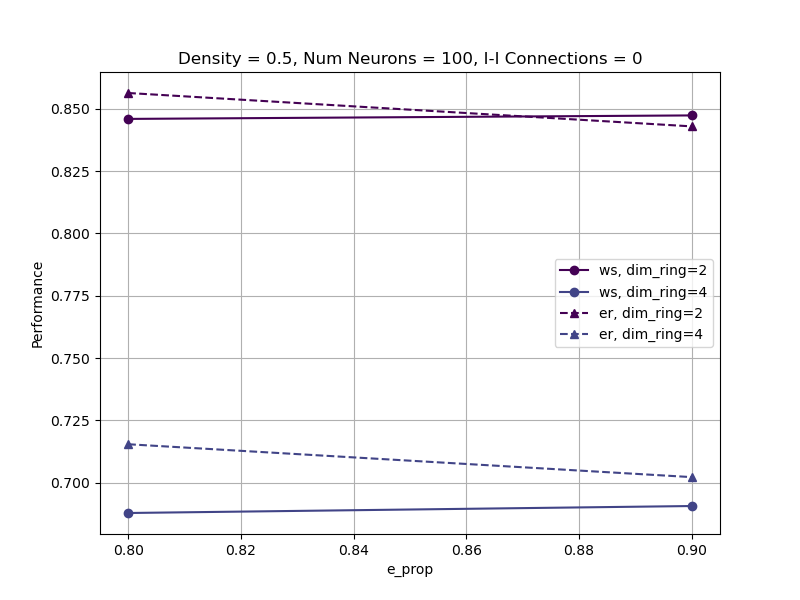 Density = 0.5, Num Neurons = 100, I-I Connections = 0
Performance
0.850
0.825
0.800
0.775
0.750
0.725
0.700
ws, dim_ring=2
ws, dim_ring=4
er, dim_ring=2
er, dim_ring=4
0.80 0.82 0.84 0.86 0.88 0.90
e_prop